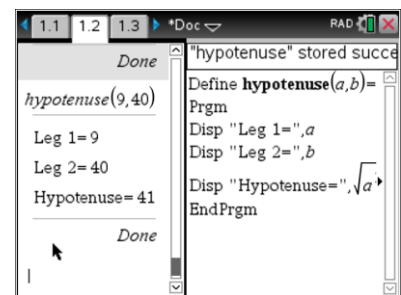 1.1 1.2 1.3 *Doc RAD
Done
hypotenuse(9,40)
Leg 1=9
Leg 2=40
Hypotenuse=41
Done
"hypotenuse" stored succe
Define hypotenuse(a,b)=
Prgm
Disp "Leg 1=",a
Disp "Leg 2=",b
Disp "Hypotenuse=",√a
EndPrgm